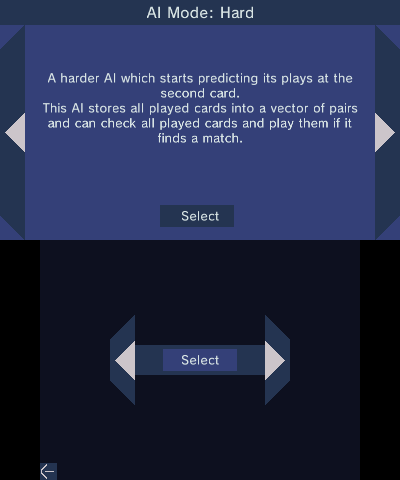 AI Mode: Hard
A harder AI which starts predicting its plays at the
second card.
This AI stores all played cards into a vector of pairs
and can check all played cards and play them if it
finds a match.
Select
Select